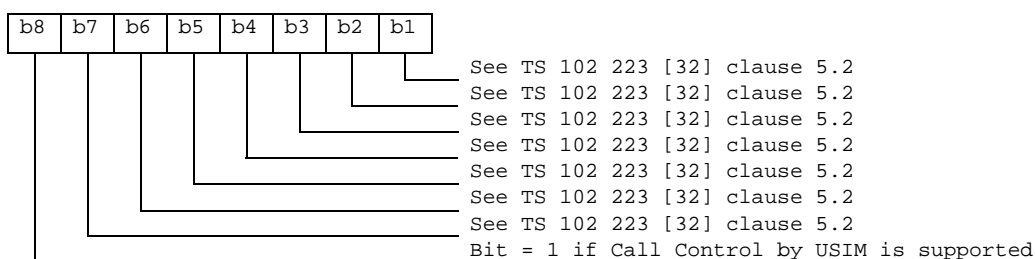 b8 b7 b6 b5 b4 b3 b2 b1
See TS 102 223 [32] clause 5.2
See TS 102 223 [32] clause 5.2
See TS 102 223 [32] clause 5.2
See TS 102 223 [32] clause 5.2
See TS 102 223 [32] clause 5.2
See TS 102 223 [32] clause 5.2
See TS 102 223 [32] clause 5.2
Bit = 1 if Call Control by USIM is supported